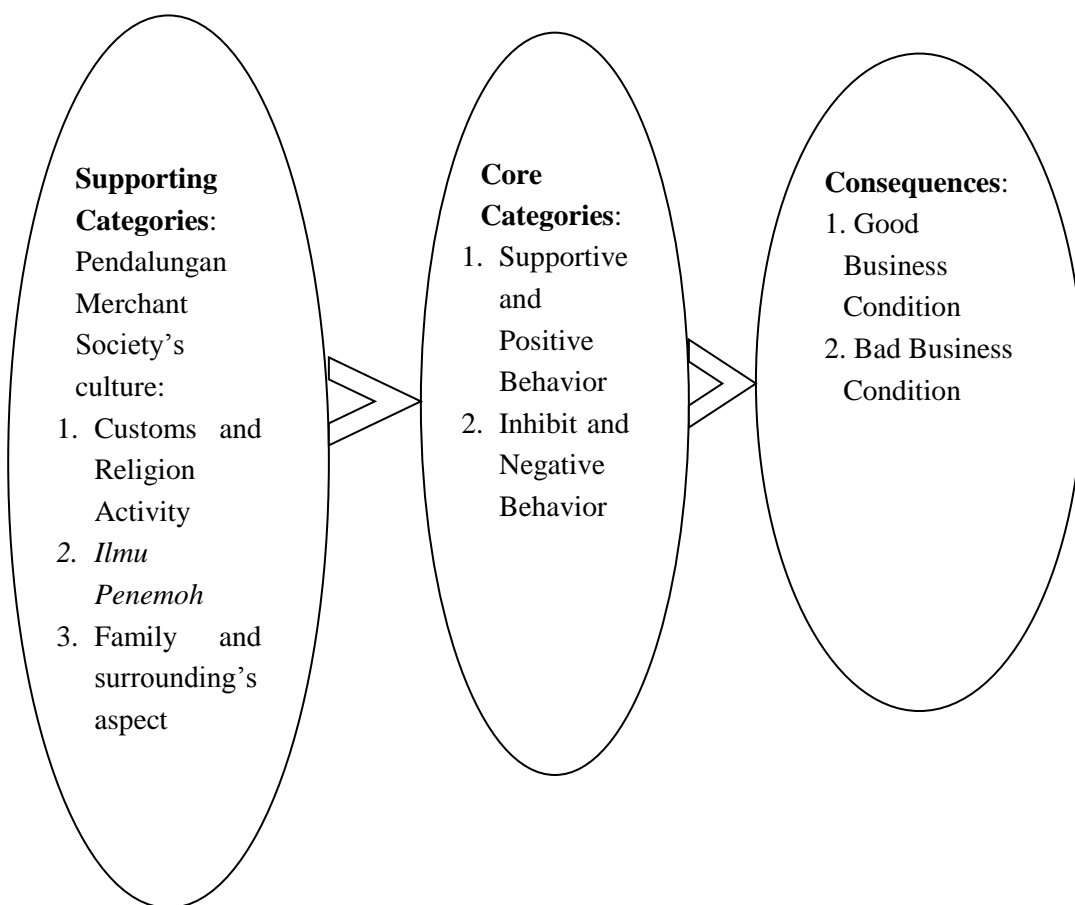 Supporting
Categories:
Pendalungan
Merchant
Society’s
culture:
1. Customs and
Religion
Activity
2. Ilmu
Penemoh
3. Family and
surrounding’s
aspect
Core
Categories:
1. Supportive
and
Positive
Behavior
2. Inhibit and
Negative
Behavior
Consequences:
1. Good
Business
Condition
2. Bad Business
Condition